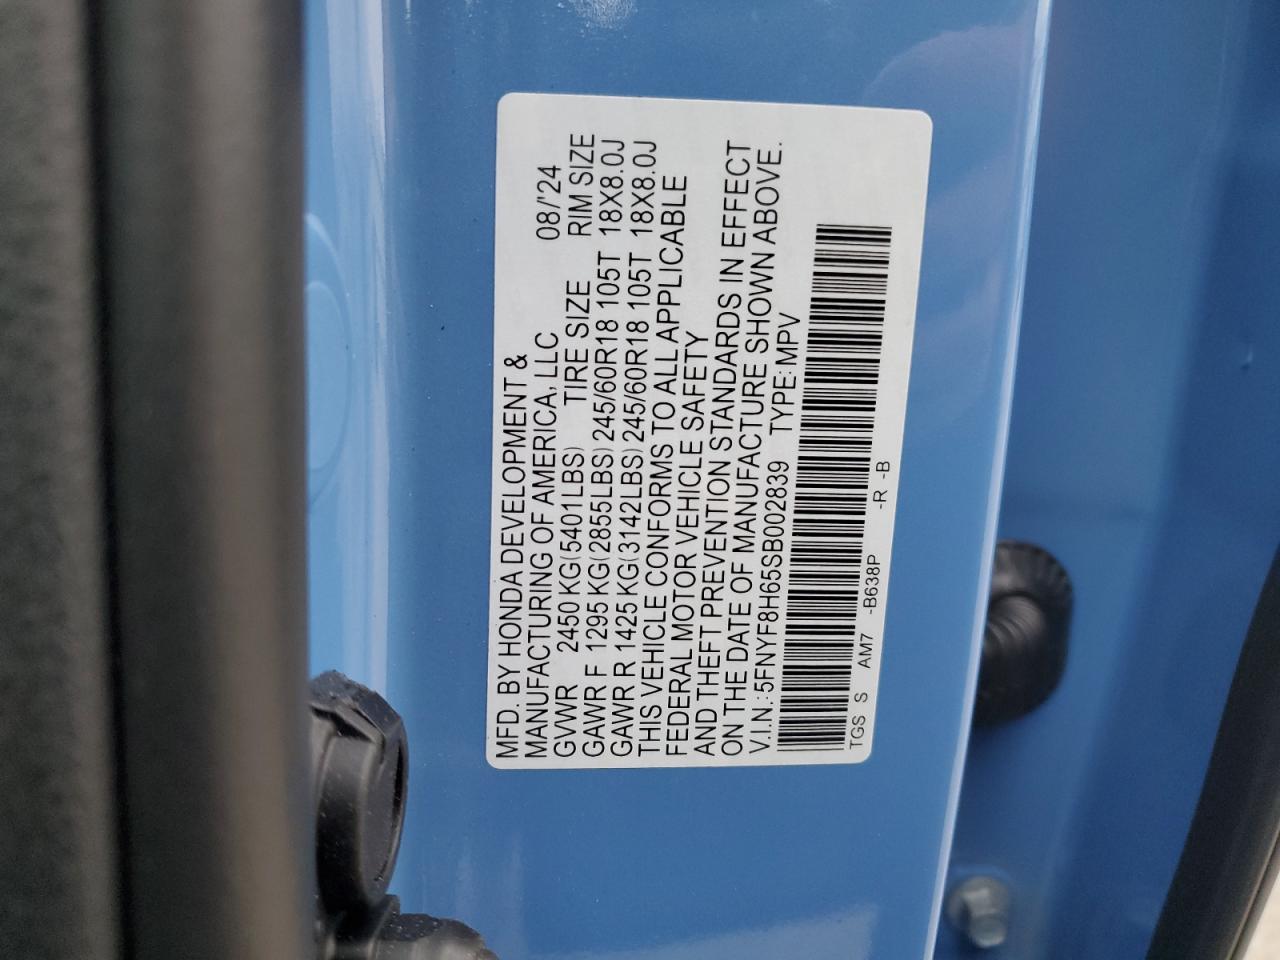 MFD. BY HONDA DEVELOPMENT &
MANUFACTURING OF AMERICA, LLC 08/'24
GVWR 2450 KG(5401LBS) TIRE SIZE RIM SIZE
GAWR F 1295 KG(2855LBS) 245/60R18 105T 18X8.0J
GAWR R 1425 KG(3142LBS) 245/60R18 105T 18X8.0J
THIS VEHICLE CONFORMS TO ALL APPLICABLE
FEDERAL MOTOR VEHICLE SAFETY
AND THEFT PREVENTION STANDARDS IN EFFECT
ON THE DATE OF MANUFACTURE SHOWN ABOVE.
V.I.N.: 5FNYF8H65SB002839 TYPE: MPV
TGS S AM7 -B638P -R -B